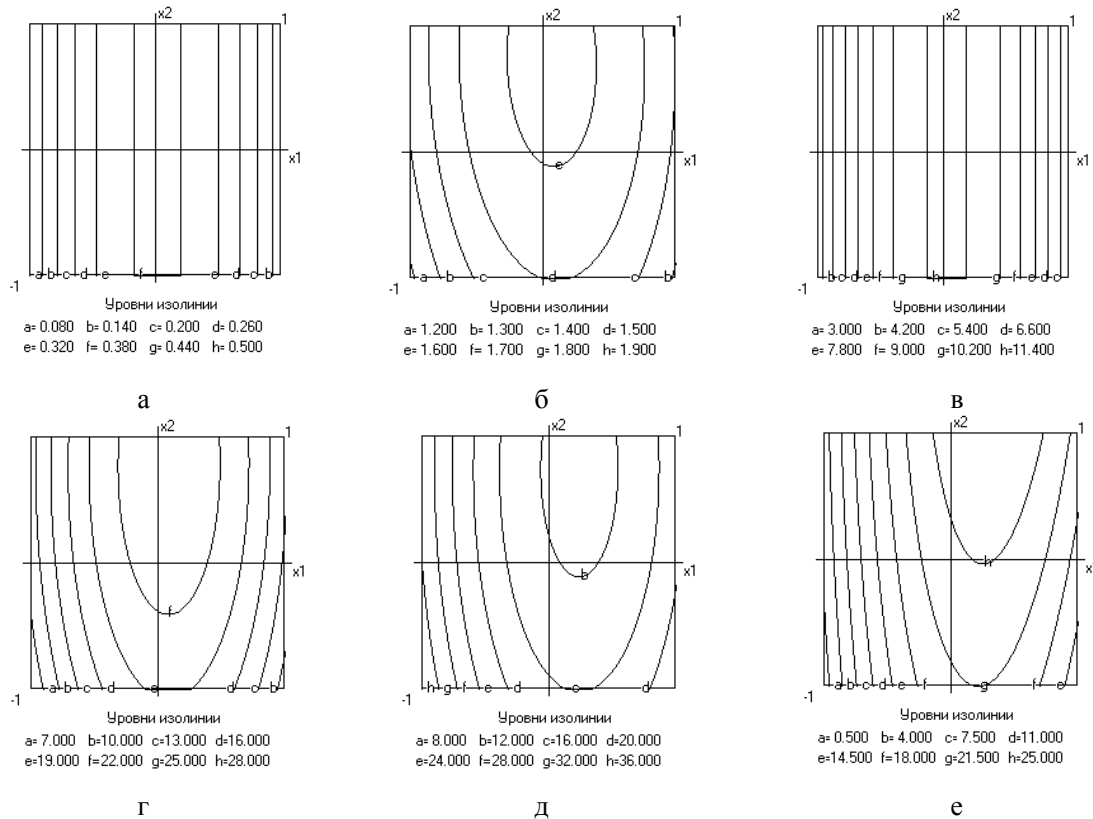 x2
1
x1
a b c d e f e d c b
-1
Уровни изолинии
a= 0.080 b= 0.140 c= 0.200 d= 0.260
e= 0.320 f= 0.380 g= 0.440 h= 0.500
а
x2
1
x1
e
a b c d c b
-1
Уровни изолинии
a= 1.200 b= 1.300 c= 1.400 d= 1.500
e= 1.600 f= 1.700 g= 1.800 h= 1.900
б
x2
1
x1
b c d e f g h g f e d c
-1
Уровни изолинии
a= 3.000 b= 4.200 c= 5.400 d= 6.600
e= 7.800 f= 9.000 g=10.200 h=11.400
в
x2
1
x1
f
a b c d e d c b
-1
Уровни изолинии
a= 7.000 b=10.000 c=13.000 d=16.000
e=19.000 f=22.000 g=25.000 h=28.000
г
x2
1
x1
b
h g f e d c d
-1
Уровни изолинии
a= 8.000 b=12.000 c=16.000 d=20.000
e=24.000 f=28.000 g=32.000 h=36.000
д
x2
1
x
h
a b c d e f g f e
-1
Уровни изолинии
a= 0.500 b= 4.000 c= 7.500 d=11.000
e=14.500 f=18.000 g=21.500 h=25.000
е